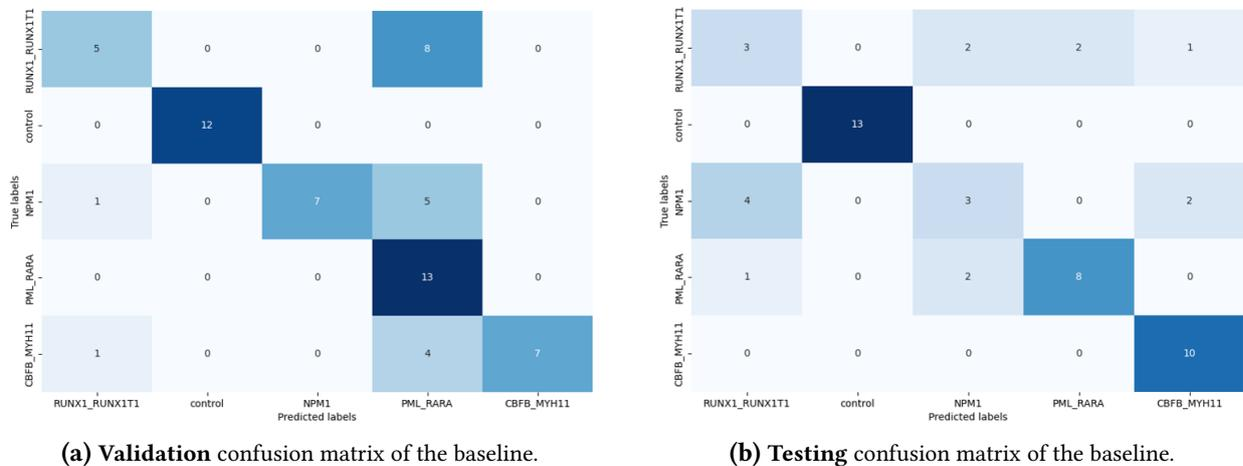 RUNX1_RUNX1T1 5 0 0 8 0
control 0 12 0 0 0
True labels
NPM1 1 0 7 5 0
PML_RARA 0 0 0 13 0
CBFB_MYH11 1 0 0 4 7
RUNX1_RUNX1T1 control NPM1 PML_RARA CBFB_MYH11
Predicted labels
(a) Validation confusion matrix of the baseline.
RUNX1_RUNX1T1 3 0 2 2 1
control 0 13 0 0 0
True labels
NPM1 4 0 3 0 2
PML_RARA 1 0 2 8 0
CBFB_MYH11 0 0 0 0 10
RUNX1_RUNX1T1 control NPM1 PML_RARA CBFB_MYH11
Predicted labels
(b) Testing confusion matrix of the baseline.